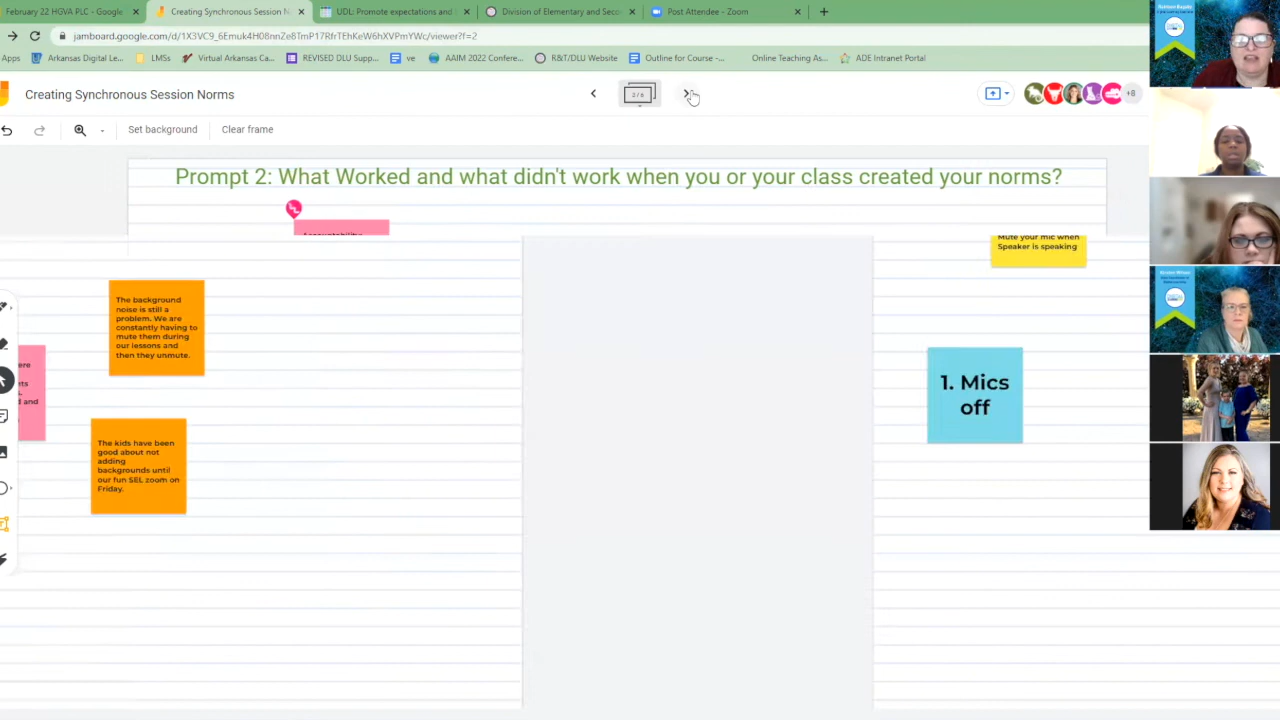 February 22 HGVA PLC - Google
Creating Synchronous Session N
UDL: Promote expectations and
Division of Elementary and Seco
Post Attendee - Zoom
jamboard.google.com/d/
/viewer?f=2
Apps
Arkansas Digital Le...
LMSs
Virtual Arkansas Ca...
REVISED DLU Supp...
ve
AAIM 2022 Confere...
R&T/DLU Website
Outline for Course -...
Online Teaching As...
ADE Intranet Portal
Creating Synchronous Session Norms
+8
Set background
Clear frame
Prompt 2: What Worked and what didn't work when you or your class created your norms?
Accountability
Mute your mic when
Speaker is speaking
The background
noise is still a
problem. We are
constantly having to
mute them during
our lessons and
then they unmute.
1. Mics
off
The kids have been
good about not
adding
backgrounds until
our fun SEL zoom on
Friday.